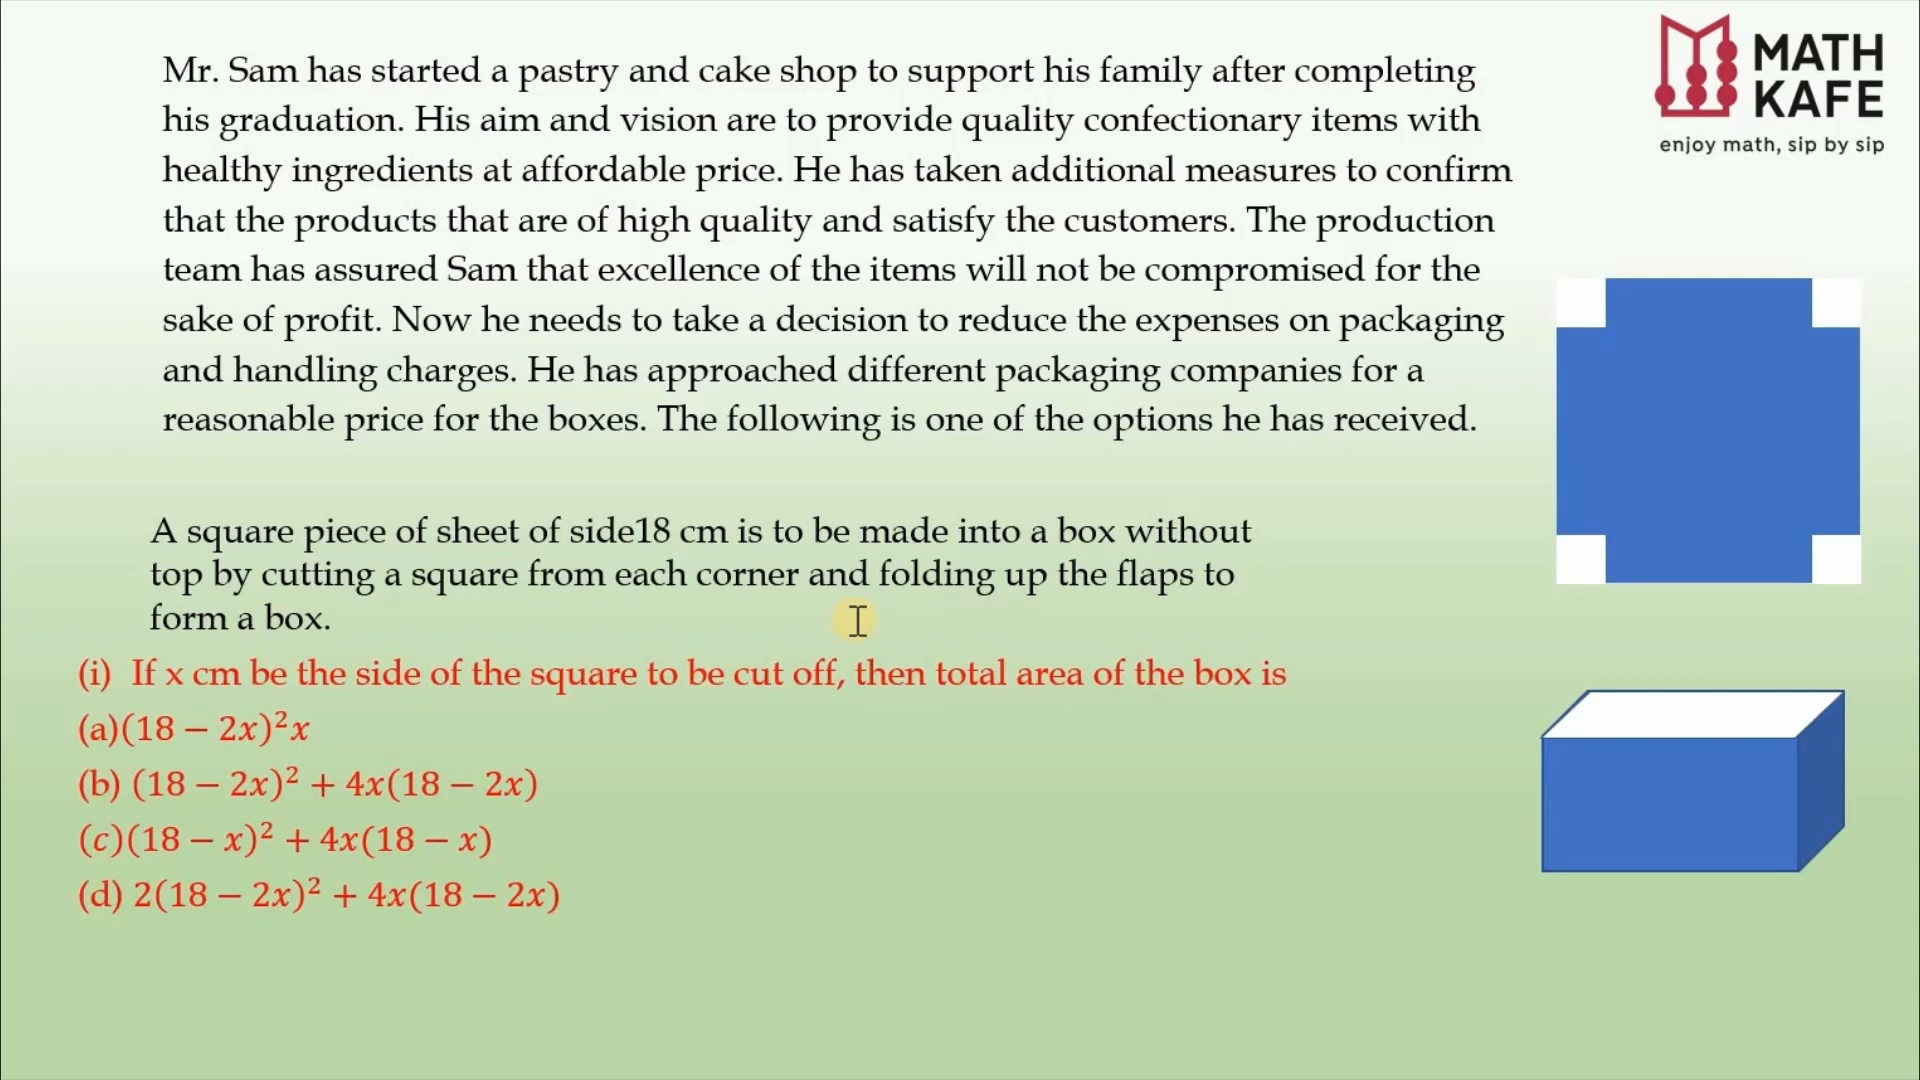 MATH
KAFE
enjoy math, sip by sip
Mr. Sam has started a pastry and cake shop to support his family after completing
his graduation. His aim and vision are to provide quality confectionary items with
healthy ingredients at affordable price. He has taken additional measures to confirm
that the products that are of high quality and satisfy the customers. The production
team has assured Sam that excellence of the items will not be compromised for the
sake of profit. Now he needs to take a decision to reduce the expenses on packaging
and handling charges. He has approached different packaging companies for a
reasonable price for the boxes. The following is one of the options he has received.
A square piece of sheet of side18 cm is to be made into a box without
top by cutting a square from each corner and folding up the flaps to
form a box.
(i) If x cm be the side of the square to be cut off, then total area of the box is
(a)(18 − 2x)²x
(b) (18 − 2x)² + 4x(18 − 2x)
(c)(18 − x)² + 4x(18 − x)
(d) 2(18 − 2x)² + 4x(18 − 2x)